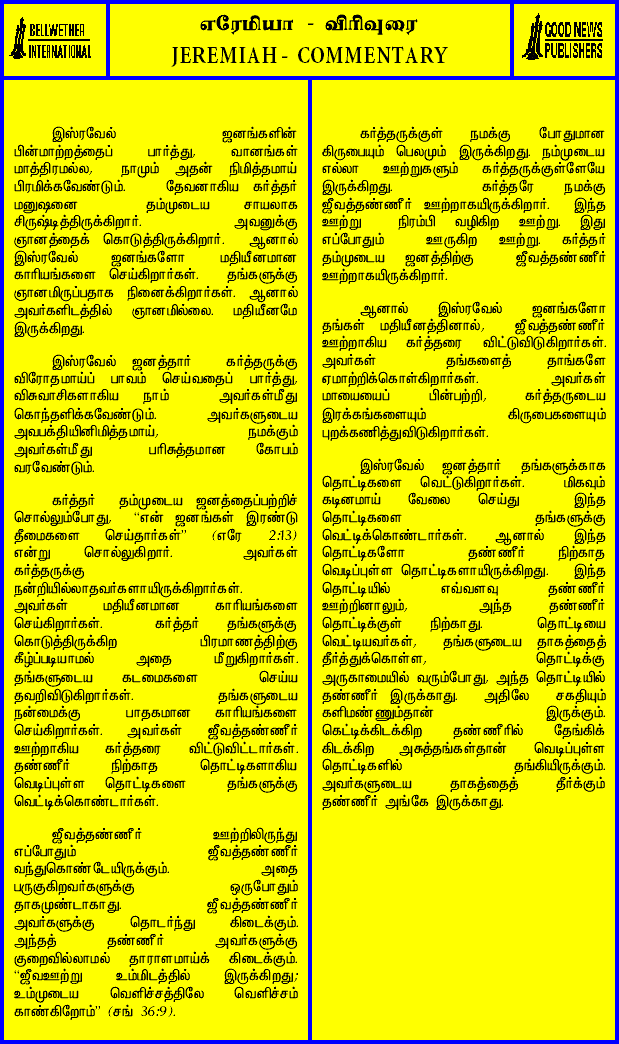 BELLWETHER
INTERNATIONAL
எரேமியா - விரிவுரை
JEREMIAH - COMMENTARY
GOOD NEWS
PUBLISHERS
இஸ்ரவேல் ஜனங்களின்
பின்மாற்றத்தைப் பார்த்து, வானங்கள்
மாத்திரமல்ல, நாமும் அதன் நிமித்தமாய்
பிரமிக்கவேண்டும். தேவனாகிய கர்த்தர்
மனுஷனை தம்முடைய சாயலாக
சிருஷ்டித்திருக்கிறார். அவனுக்கு
ஞானத்தைக் கொடுத்திருக்கிறார். ஆனால்
இஸ்ரவேல் ஜனங்களோ மதியீனமான
காரியங்களை செய்கிறார்கள். தங்களுக்கு
ஞானமிருப்பதாக நினைக்கிறார்கள். ஆனால்
அவர்களிடத்தில் ஞானமில்லை. மதியீனமே
இருக்கிறது.
இஸ்ரவேல் ஜனத்தார் கர்த்தருக்கு
விரோதமாய்ப் பாவம் செய்வதைப் பார்த்து,
விசுவாசிகளாகிய நாம் அவர்கள்மீது
கொந்தளிக்கவேண்டும். அவர்களுடைய
அவபக்தியினிமித்தமாய், நமக்கும்
அவர்கள்மீது பரிசுத்தமான கோபம்
வரவேண்டும்.
கர்த்தர் தம்முடைய ஜனத்தைப்பற்றிச்
சொல்லும்போது, “என் ஜனங்கள் இரண்டு
தீமைகளை செய்தார்கள்” (எரே 2:13)
என்று சொல்லுகிறார். அவர்கள்
கர்த்தருக்கு
நன்றியில்லாதவர்களாயிருக்கிறார்கள்.
அவர்கள் மதியீனமான காரியங்களை
செய்கிறார்கள். கர்த்தர் தங்களுக்கு
கொடுத்திருக்கிற பிரமாணத்திற்கு
கீழ்ப்படியாமல் அதை மீறுகிறார்கள்.
தங்களுடைய கடமைகளை செய்ய
தவறிவிடுகிறார்கள். தங்களுடைய
நன்மைக்கு பாதகமான காரியங்களை
செய்கிறார்கள். அவர்கள் ஜீவத்தண்ணீர்
ஊற்றாகிய கர்த்தரை விட்டுவிட்டார்கள்.
தண்ணீர் நிற்காத தொட்டிகளாகிய
வெடிப்புள்ள தொட்டிகளை தங்களுக்கு
வெட்டிக்கொண்டார்கள்.
ஜீவத்தண்ணீர் ஊற்றிலிருந்து
எப்போதும் ஜீவத்தண்ணீர்
வந்துகொண்டேயிருக்கும். அதை
பருகுகிறவர்களுக்கு ஒருபோதும்
தாகமுண்டாகாது. ஜீவத்தண்ணீர்
அவர்களுக்கு தொடர்ந்து கிடைக்கும்.
அந்தத் தண்ணீர் அவர்களுக்கு
குறைவில்லாமல் தாராளமாய்க் கிடைக்கும்.
“ஜீவஊற்று உம்மிடத்தில் இருக்கிறது;
உம்முடைய வெளிச்சத்திலே வெளிச்சம்
காண்கிறோம்” (சங் 36:9).
கர்த்தருக்குள் நமக்கு போதுமான
கிருபையும் பெலமும் இருக்கிறது. நம்முடைய
எல்லா ஊற்றுகளும் கர்த்தருக்குள்ளேயே
இருக்கிறது. கர்த்தரே நமக்கு
ஜீவத்தண்ணீர் ஊற்றாகயிருக்கிறார். இந்த
ஊற்று நிரம்பி வழிகிற ஊற்று. இது
எப்போதும் ஊருகிற ஊற்று. கர்த்தர்
தம்முடைய ஜனத்திற்கு ஜீவத்தண்ணீர்
ஊற்றாகயிருக்கிறார்.
ஆனால் இஸ்ரவேல் ஜனங்களோ
தங்கள் மதியீனத்தினால், ஜீவத்தண்ணீர்
ஊற்றாகிய கர்த்தரை விட்டுவிடுகிறார்கள்.
அவர்கள் தங்களைத் தாங்களே
ஏமாற்றிக்கொள்கிறார்கள். அவர்கள்
மாயையைப் பின்பற்றி, கர்த்தருடைய
இரக்கங்களையும் கிருபைகளையும்
புறக்கணித்துவிடுகிறார்கள்.
இஸ்ரவேல் ஜனத்தார் தங்களுக்காக
தொட்டிகளை வெட்டுகிறார்கள். மிகவும்
கடினமாய் வேலை செய்து இந்த
தொட்டிகளை தங்களுக்கு
வெட்டிக்கொண்டார்கள். ஆனால் இந்த
தொட்டிகளோ தண்ணீர் நிற்காத
வெடிப்புள்ள தொட்டிகளாயிருக்கிறது. இந்த
தொட்டியில் எவ்வளவு தண்ணீர்
ஊற்றினாலும், அந்த தண்ணீர்
தொட்டிக்குள் நிற்காது. தொட்டியை
வெட்டியவர்கள், தங்களுடைய தாகத்தைத்
தீர்த்துக்கொள்ள, தொட்டிக்கு
அருகாமையில் வரும்போது, அந்த தொட்டியில்
தண்ணீர் இருக்காது. அதிலே சகதியும்
களிமண்ணும்தான் இருக்கும்.
கெட்டிக்கிடக்கிற தண்ணீரில் தேங்கிக்
கிடக்கிற அசுத்தங்கள்தான் வெடிப்புள்ள
தொட்டிகளில் தங்கியிருக்கும்.
அவர்களுடைய தாகத்தைத் தீர்க்கும்
தண்ணீர் அங்கே இருக்காது.